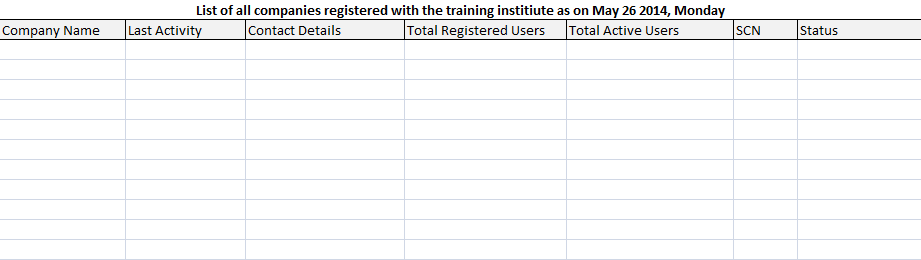 List of all companies registered with the training institiute as on May 26 2014, Monday
Company Name Last Activity Contact Details Total Registered Users Total Active Users SCN Status